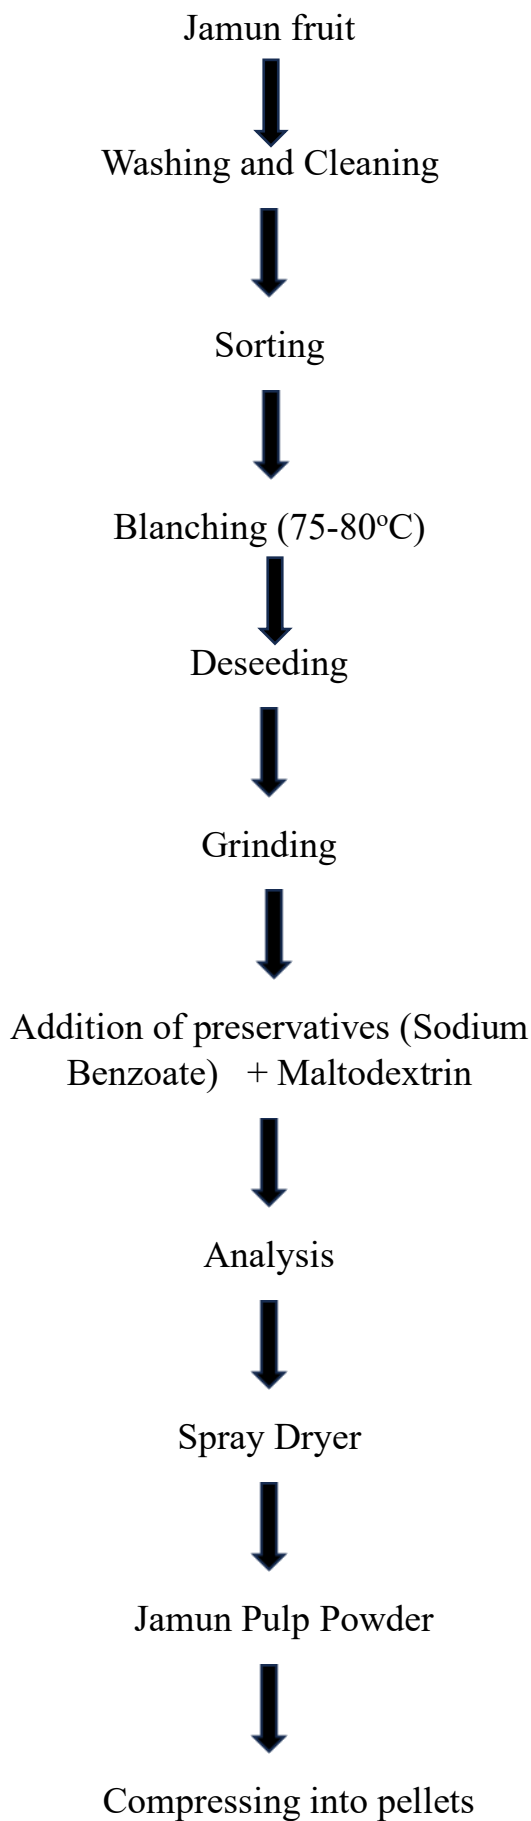 Jamun fruit
Washing and Cleaning
Sorting
Blanching (75-80°C)
Deseeding
Grinding
Addition of preservatives (Sodium
Benzoate) + Maltodextrin
Analysis
Spray Dryer
Jamun Pulp Powder
Compressing into pellets